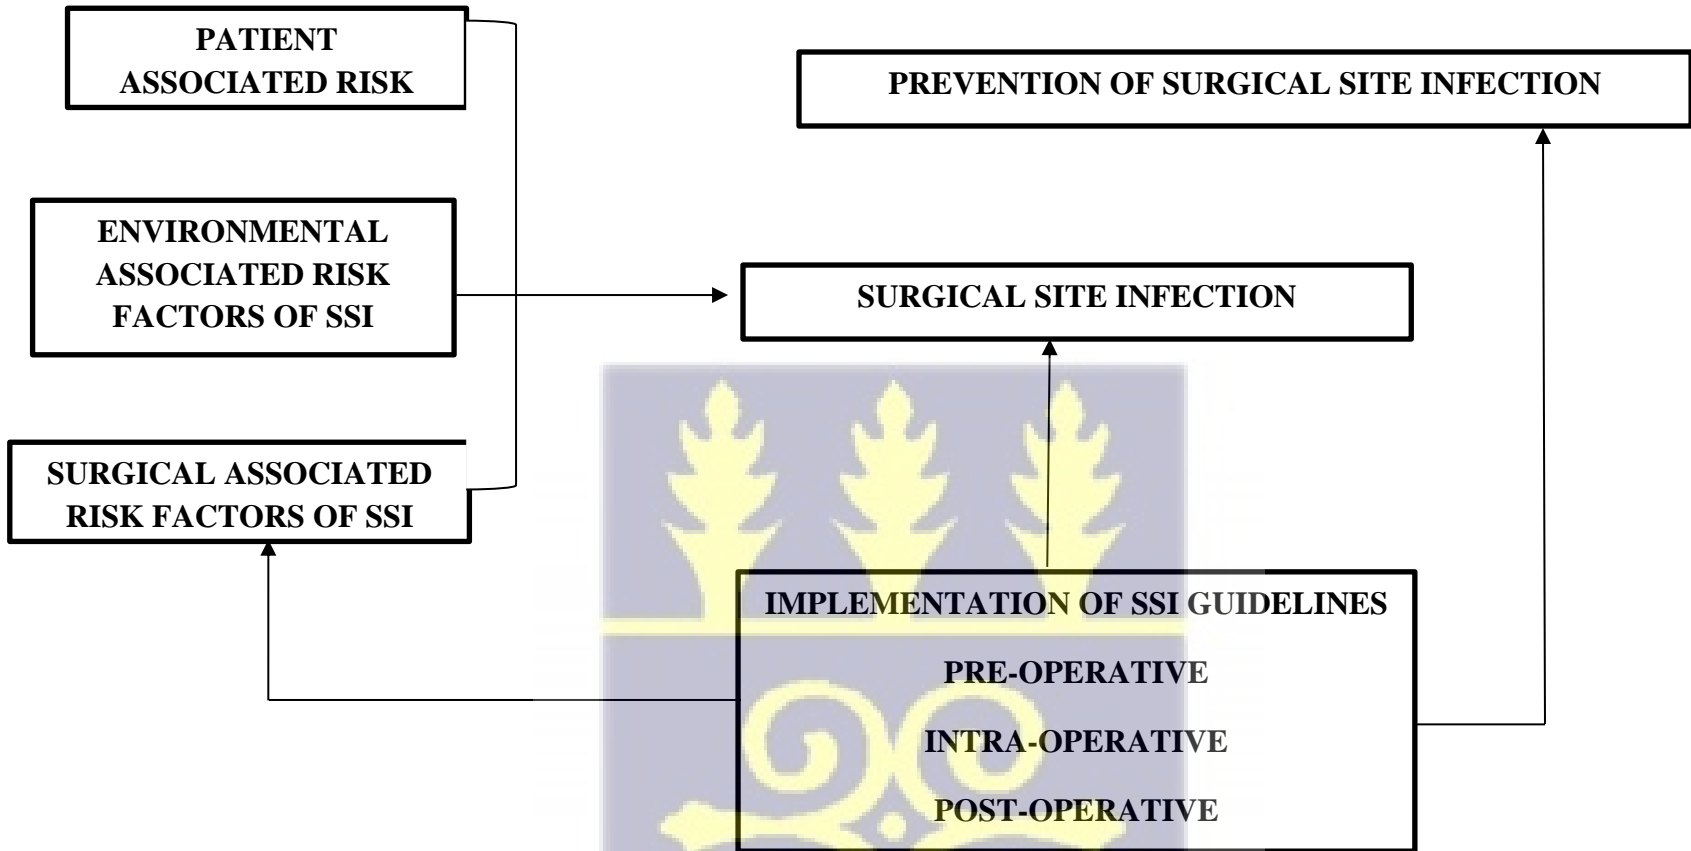 PATIENT
ASSOCIATED RISK
PREVENTION OF SURGICAL SITE INFECTION
ENVIRONMENTAL
ASSOCIATED RISK
FACTORS OF SSI
SURGICAL SITE INFECTION
SURGICAL ASSOCIATED
RISK FACTORS OF SSI
IMPLEMENTATION OF SSI GUIDELINES
PRE-OPERATIVE
INTRA-OPERATIVE
POST-OPERATIVE